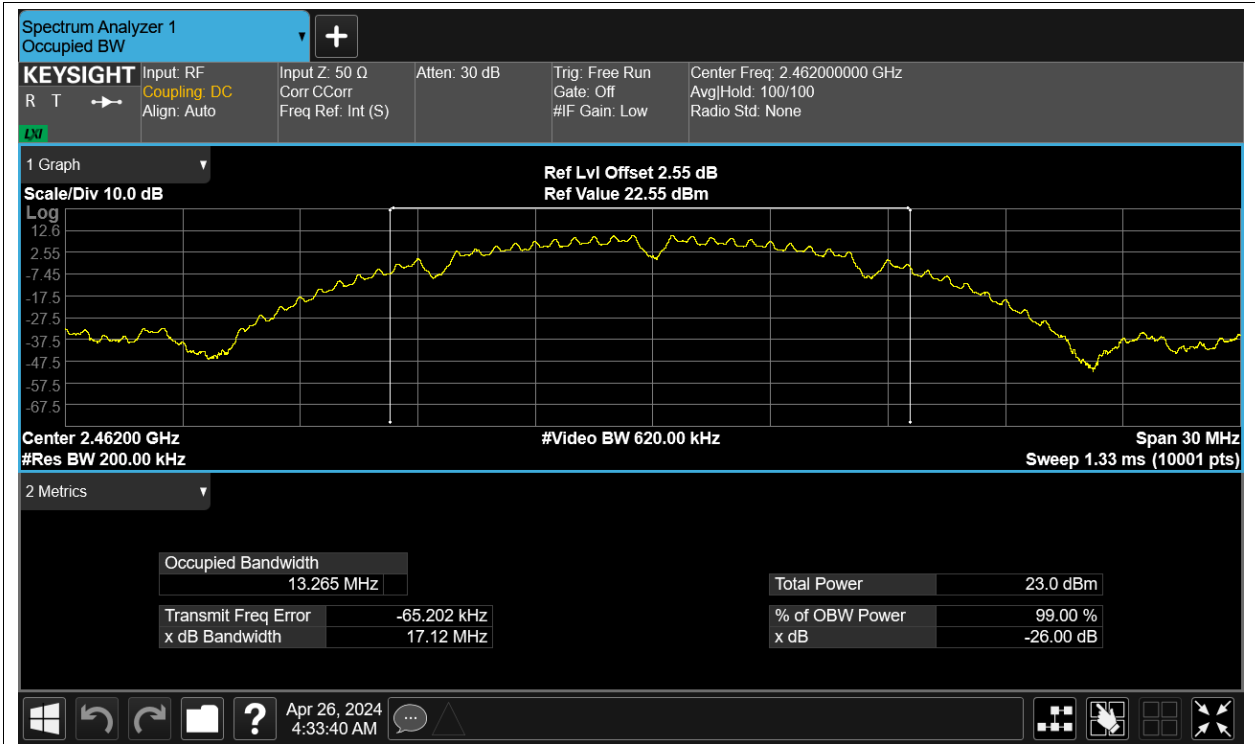 Spectrum Analyzer 1
Occupied BW
KEYSIGHT
R T
LXI
Input: RF
Coupling: DC
Align: Auto
Input Z: 50 Ω
Corr CCorr
Freq Ref: Int (S)
Atten: 30 dB
Trig: Free Run
Gate: Off
#IF Gain: Low
Center Freq: 2.462000000 GHz
Avg|Hold: 100/100
Radio Std: None
1 Graph
Scale/Div 10.0 dB
Ref Lvl Offset 2.55 dB
Ref Value 22.55 dBm
Log
12.6
2.55
-7.45
-17.5
-27.5
-37.5
-47.5
-57.5
-67.5
Center 2.46200 GHz
#Video BW 620.00 kHz
Span 30 MHz
#Res BW 200.00 kHz
Sweep 1.33 ms (10001 pts)
2 Metrics
Occupied Bandwidth
13.265 MHz
Transmit Freq Error -65.202 kHz
x dB Bandwidth 17.12 MHz
Total Power 23.0 dBm
% of OBW Power 99.00 %
x dB -26.00 dB
?
Apr 26, 2024
4:33:40 AM